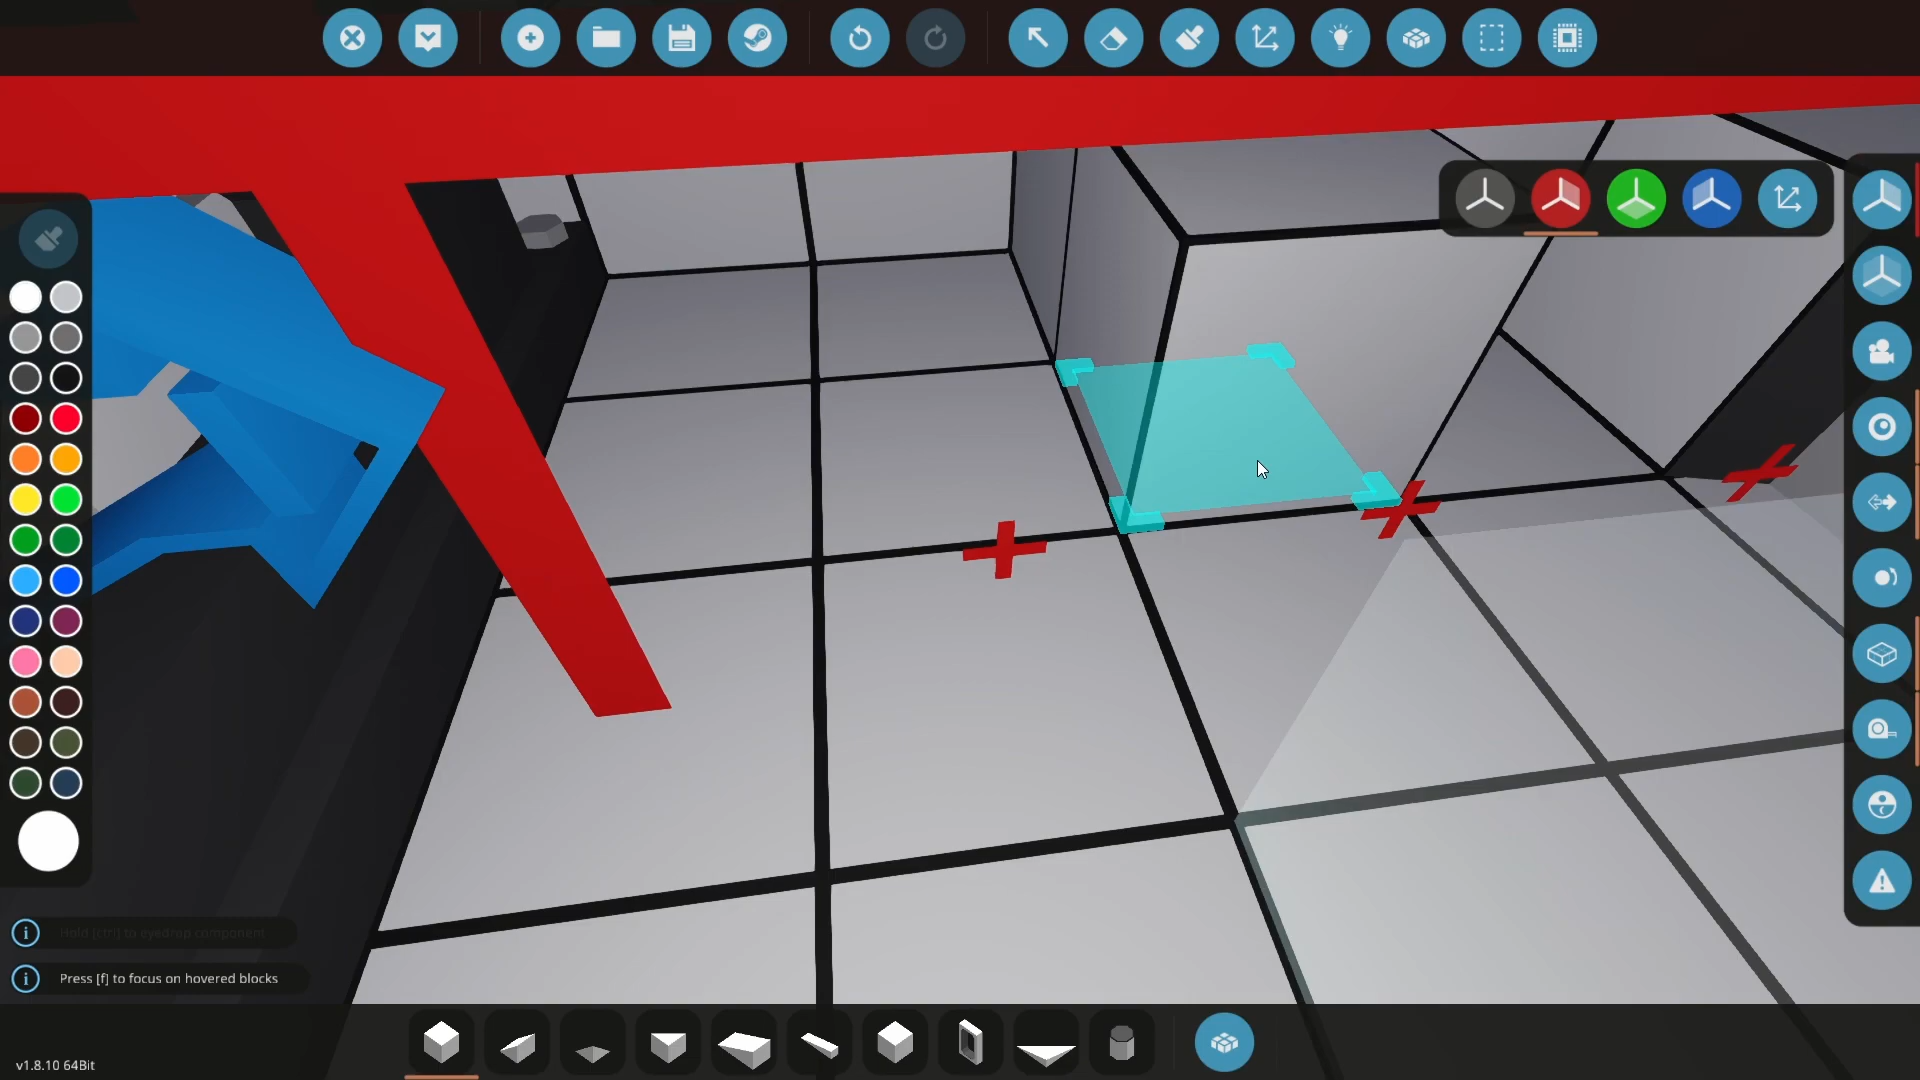 Hold [ctrl] to eyedrop component
Press [f] to focus on hovered blocks
v1.8.10 64Bit